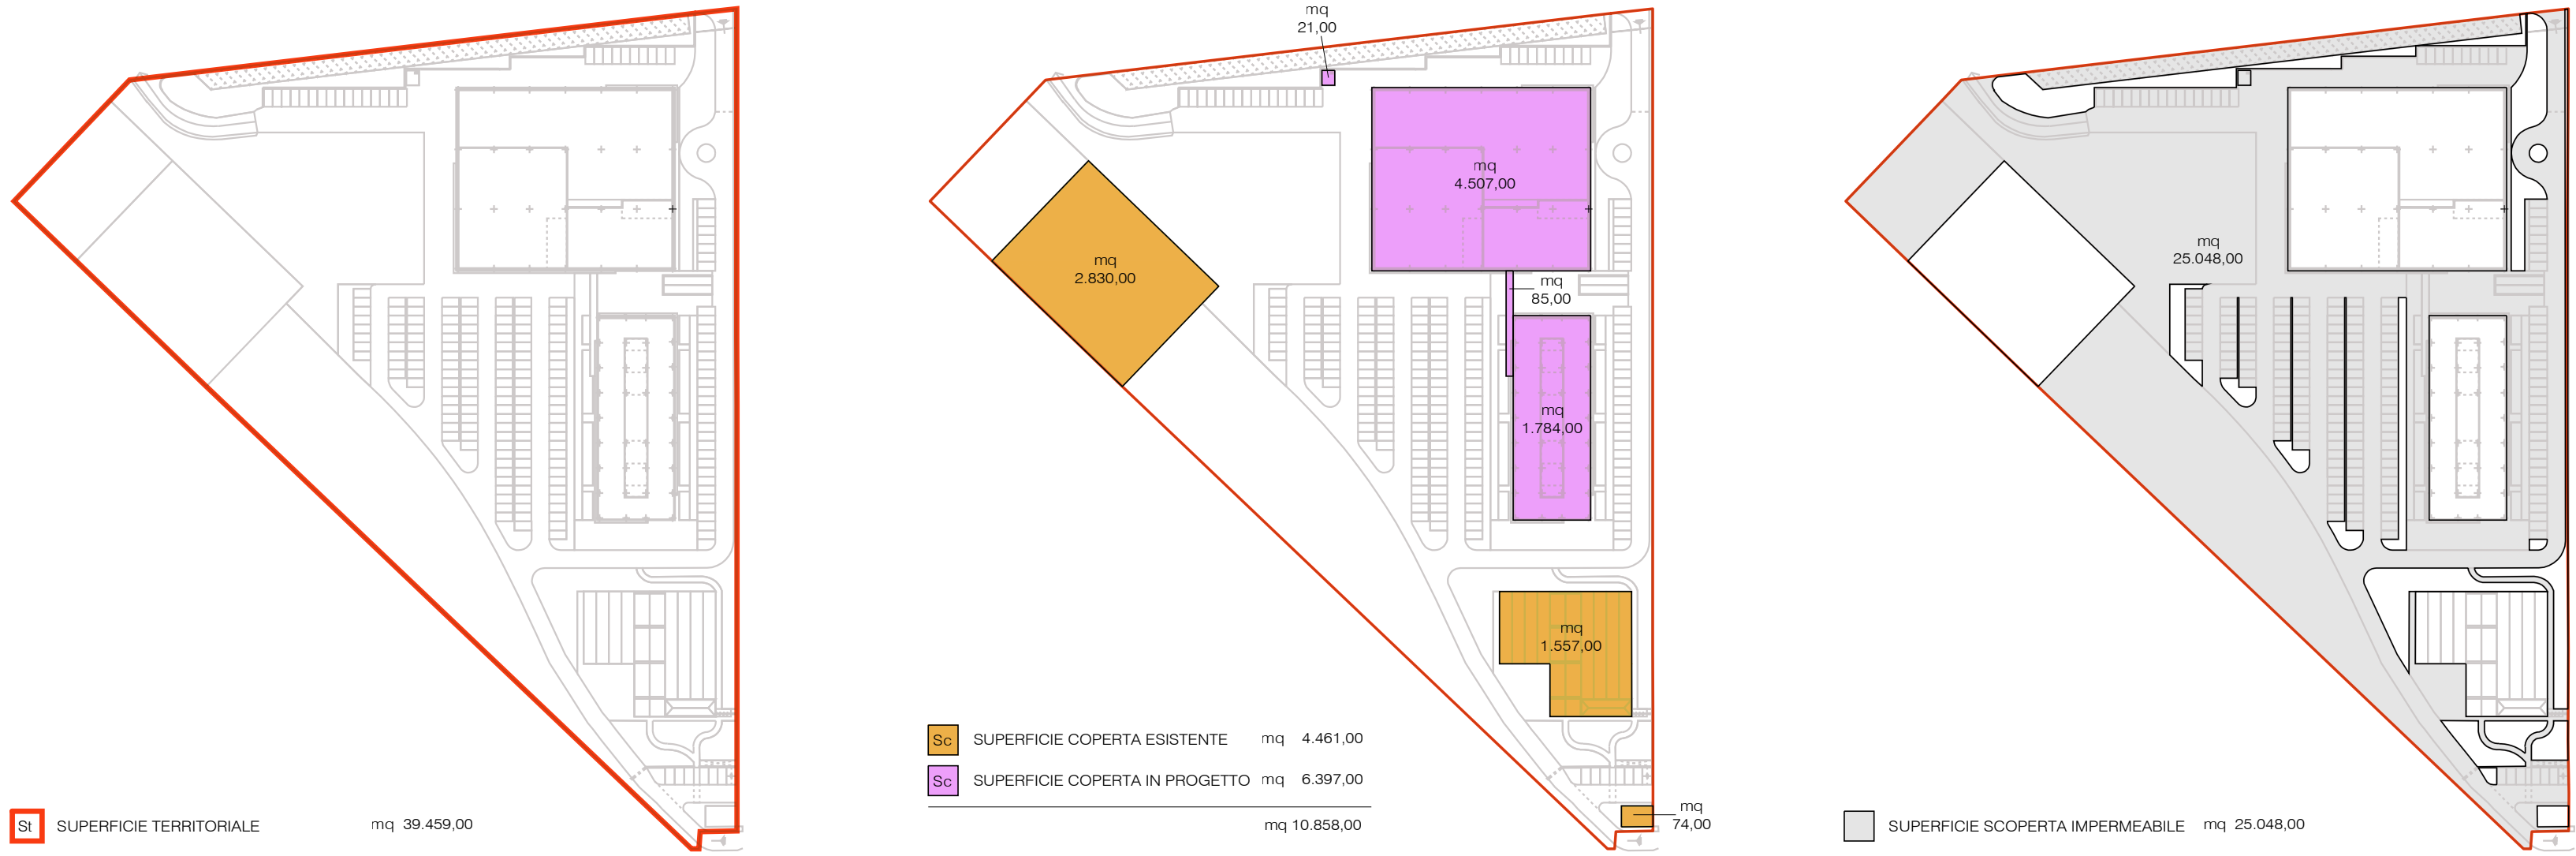 St SUPERFICIE TERRITORIALE mq 39.459,00
mq
21,00
mq
4.507,00
mq
2.830,00
mq
85,00
mq
1.784,00
mq
1.557,00
Sc SUPERFICIE COPERTA ESISTENTE mq 4.461,00
Sc SUPERFICIE COPERTA IN PROGETTO mq 6.397,00
mq 10.858,00
mq
74,00
mq
25.048,00
SUPERFICIE SCOPERTA IMPERMEABILE mq 25.048,00